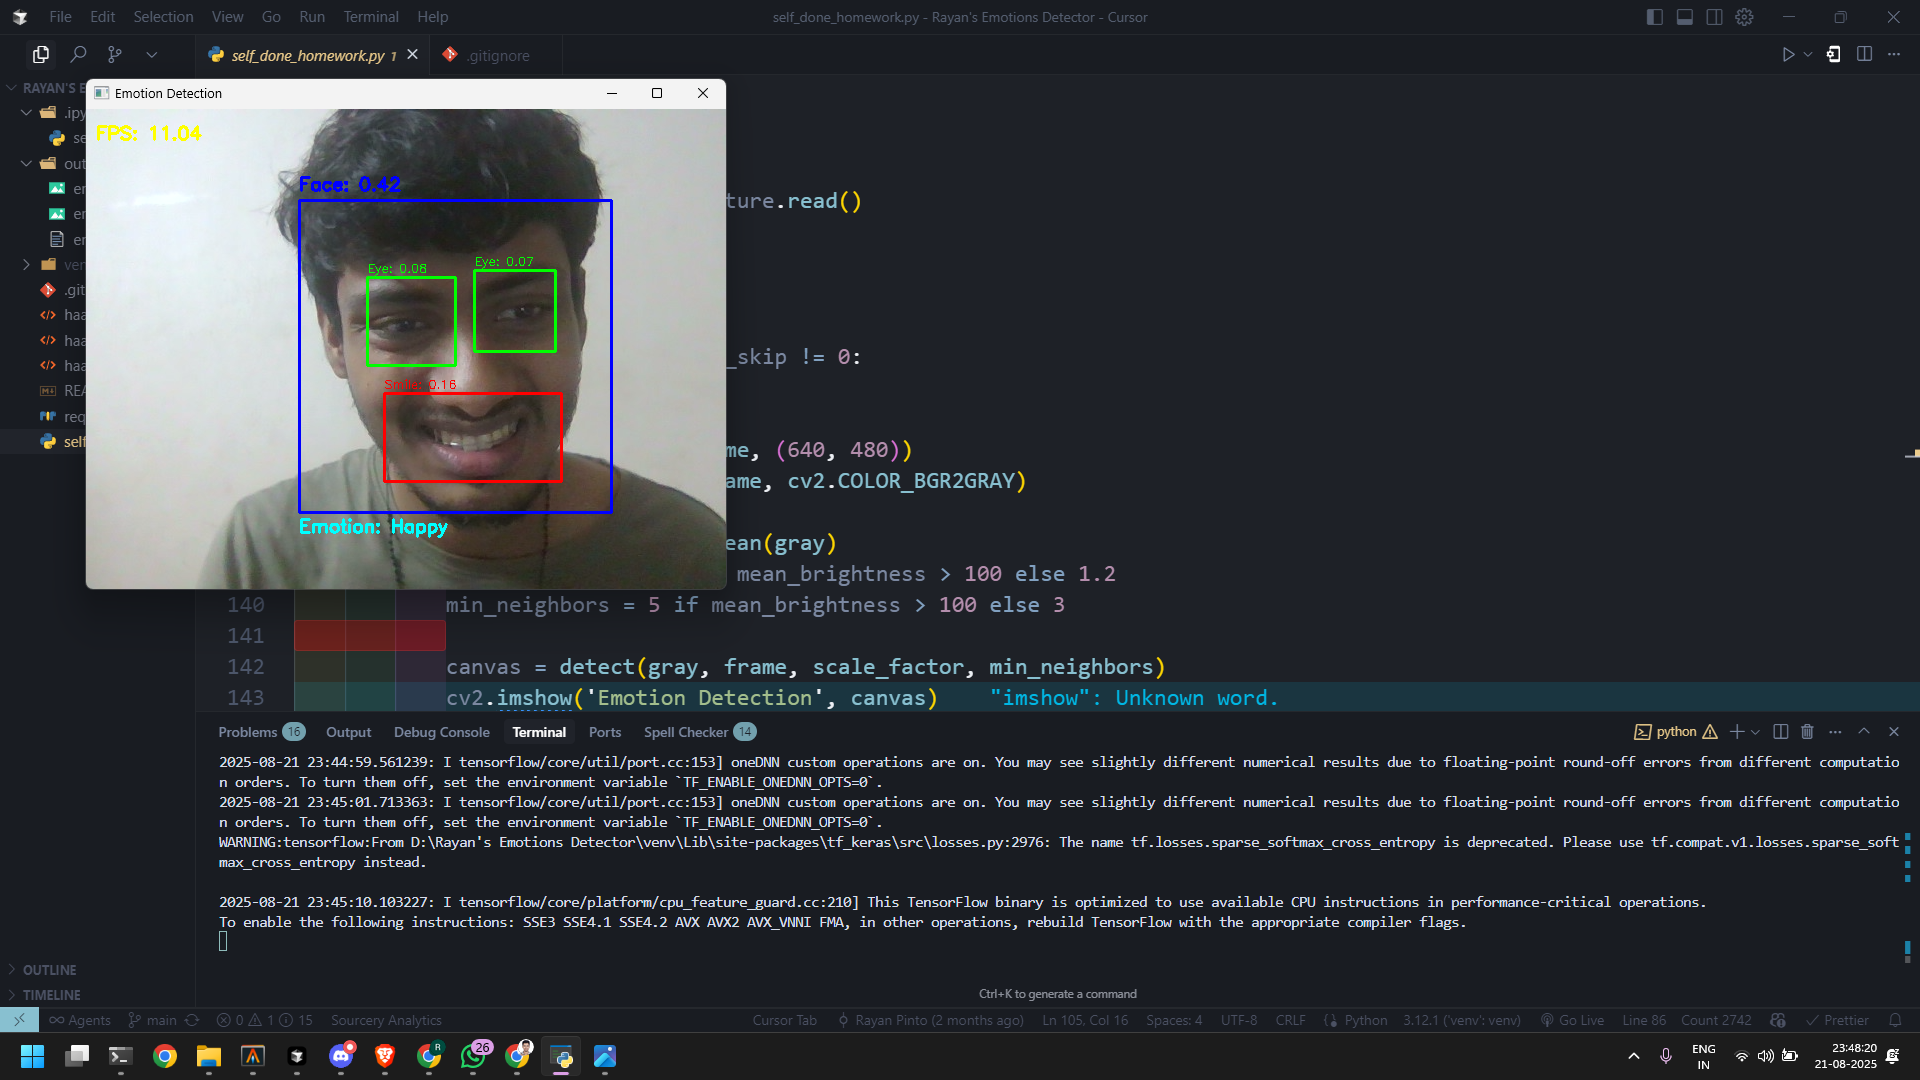 File Edit Selection View Go Run Terminal Help
self_done_homework.py - Rayan's Emotions Detector - Cursor
self_done_homework.py 1
.gitignore
RAYAN'S E
.ipy
se
out
en
en
en
ven
.git
haa
haa
haa
REA
req
self
Emotion Detection
FPS: 11.04
Face: 0.42
Eye: 0.08
Eye: 0.07
Smile: 0.16
Emotion: Happy
ture.read()
_skip != 0:
me, (640, 480))
ame, cv2.COLOR_BGR2GRAY)
ean(gray)
mean_brightness > 100 else 1.2
140 min_neighbors = 5 if mean_brightness > 100 else 3
141
142 canvas = detect(gray, frame, scale_factor, min_neighbors)
143 cv2.imshow('Emotion Detection', canvas) "imshow": Unknown word.
Problems 16 Output Debug Console Terminal Ports Spell Checker 14
python
2025-08-21 23:44:59.561239: I tensorflow/core/util/port.cc:153] oneDNN custom operations are on. You may see slightly different numerical results due to floating-point round-off errors from different computatio
n orders. To turn them off, set the environment variable `TF_ENABLE_ONEDNN_OPTS=0`.
2025-08-21 23:45:01.713363: I tensorflow/core/util/port.cc:153] oneDNN custom operations are on. You may see slightly different numerical results due to floating-point round-off errors from different computatio
n orders. To turn them off, set the environment variable `TF_ENABLE_ONEDNN_OPTS=0`.
WARNING:tensorflow:From D:\Rayan's Emotions Detector\venv\Lib\site-packages\tf_keras\src\losses.py:2976: The name tf.losses.sparse_softmax_cross_entropy is deprecated. Please use tf.compat.v1.losses.sparse_soft
max_cross_entropy instead.
2025-08-21 23:45:10.103227: I tensorflow/core/platform/cpu_feature_guard.cc:210] This TensorFlow binary is optimized to use available CPU instructions in performance-critical operations.
To enable the following instructions: SSE3 SSE4.1 SSE4.2 AVX AVX2 AVX_VNNI FMA, in other operations, rebuild TensorFlow with the appropriate compiler flags.
OUTLINE
TIMELINE
Ctrl+K to generate a command
Agents main 0 1 15 Sourcery Analytics
Cursor Tab Rayan Pinto (2 months ago) Ln 105, Col 16 Spaces: 4 UTF-8 CRLF Python 3.12.1 ('venv': venv) Go Live Line 86 Count 2742 Prettier
R
26
ENG
IN
23:48:20
21-08-2025